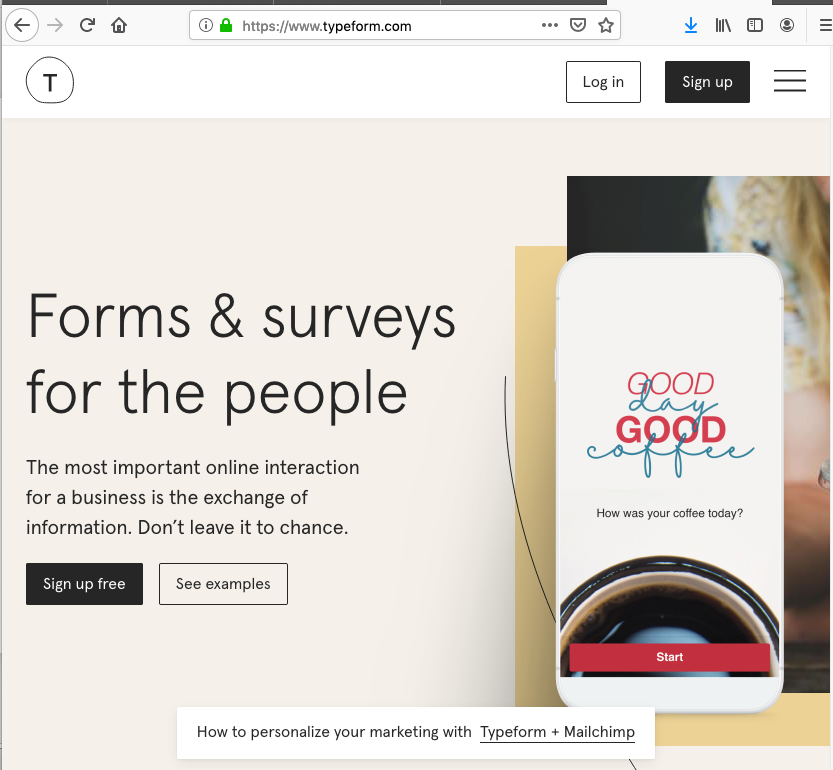 https://www.typeform.com
T
Log in
Sign up
Forms & surveys
for the people
The most important online interaction
for a business is the exchange of
information. Don’t leave it to chance.
Sign up free
See examples
GOOD
day
GOOD
coffee
How was your coffee today?
Start
How to personalize your marketing with Typeform + Mailchimp